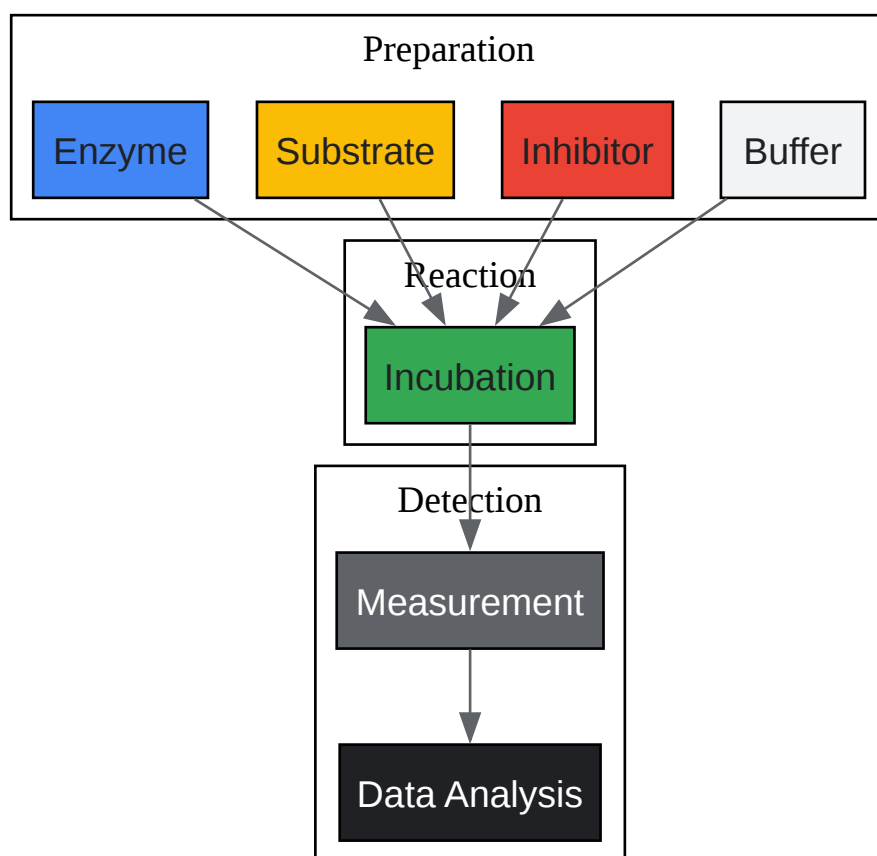 Preparation
Enzyme
Substrate
Inhibitor
Buffer
Reaction
Incubation
Detection
Measurement
Data Analysis